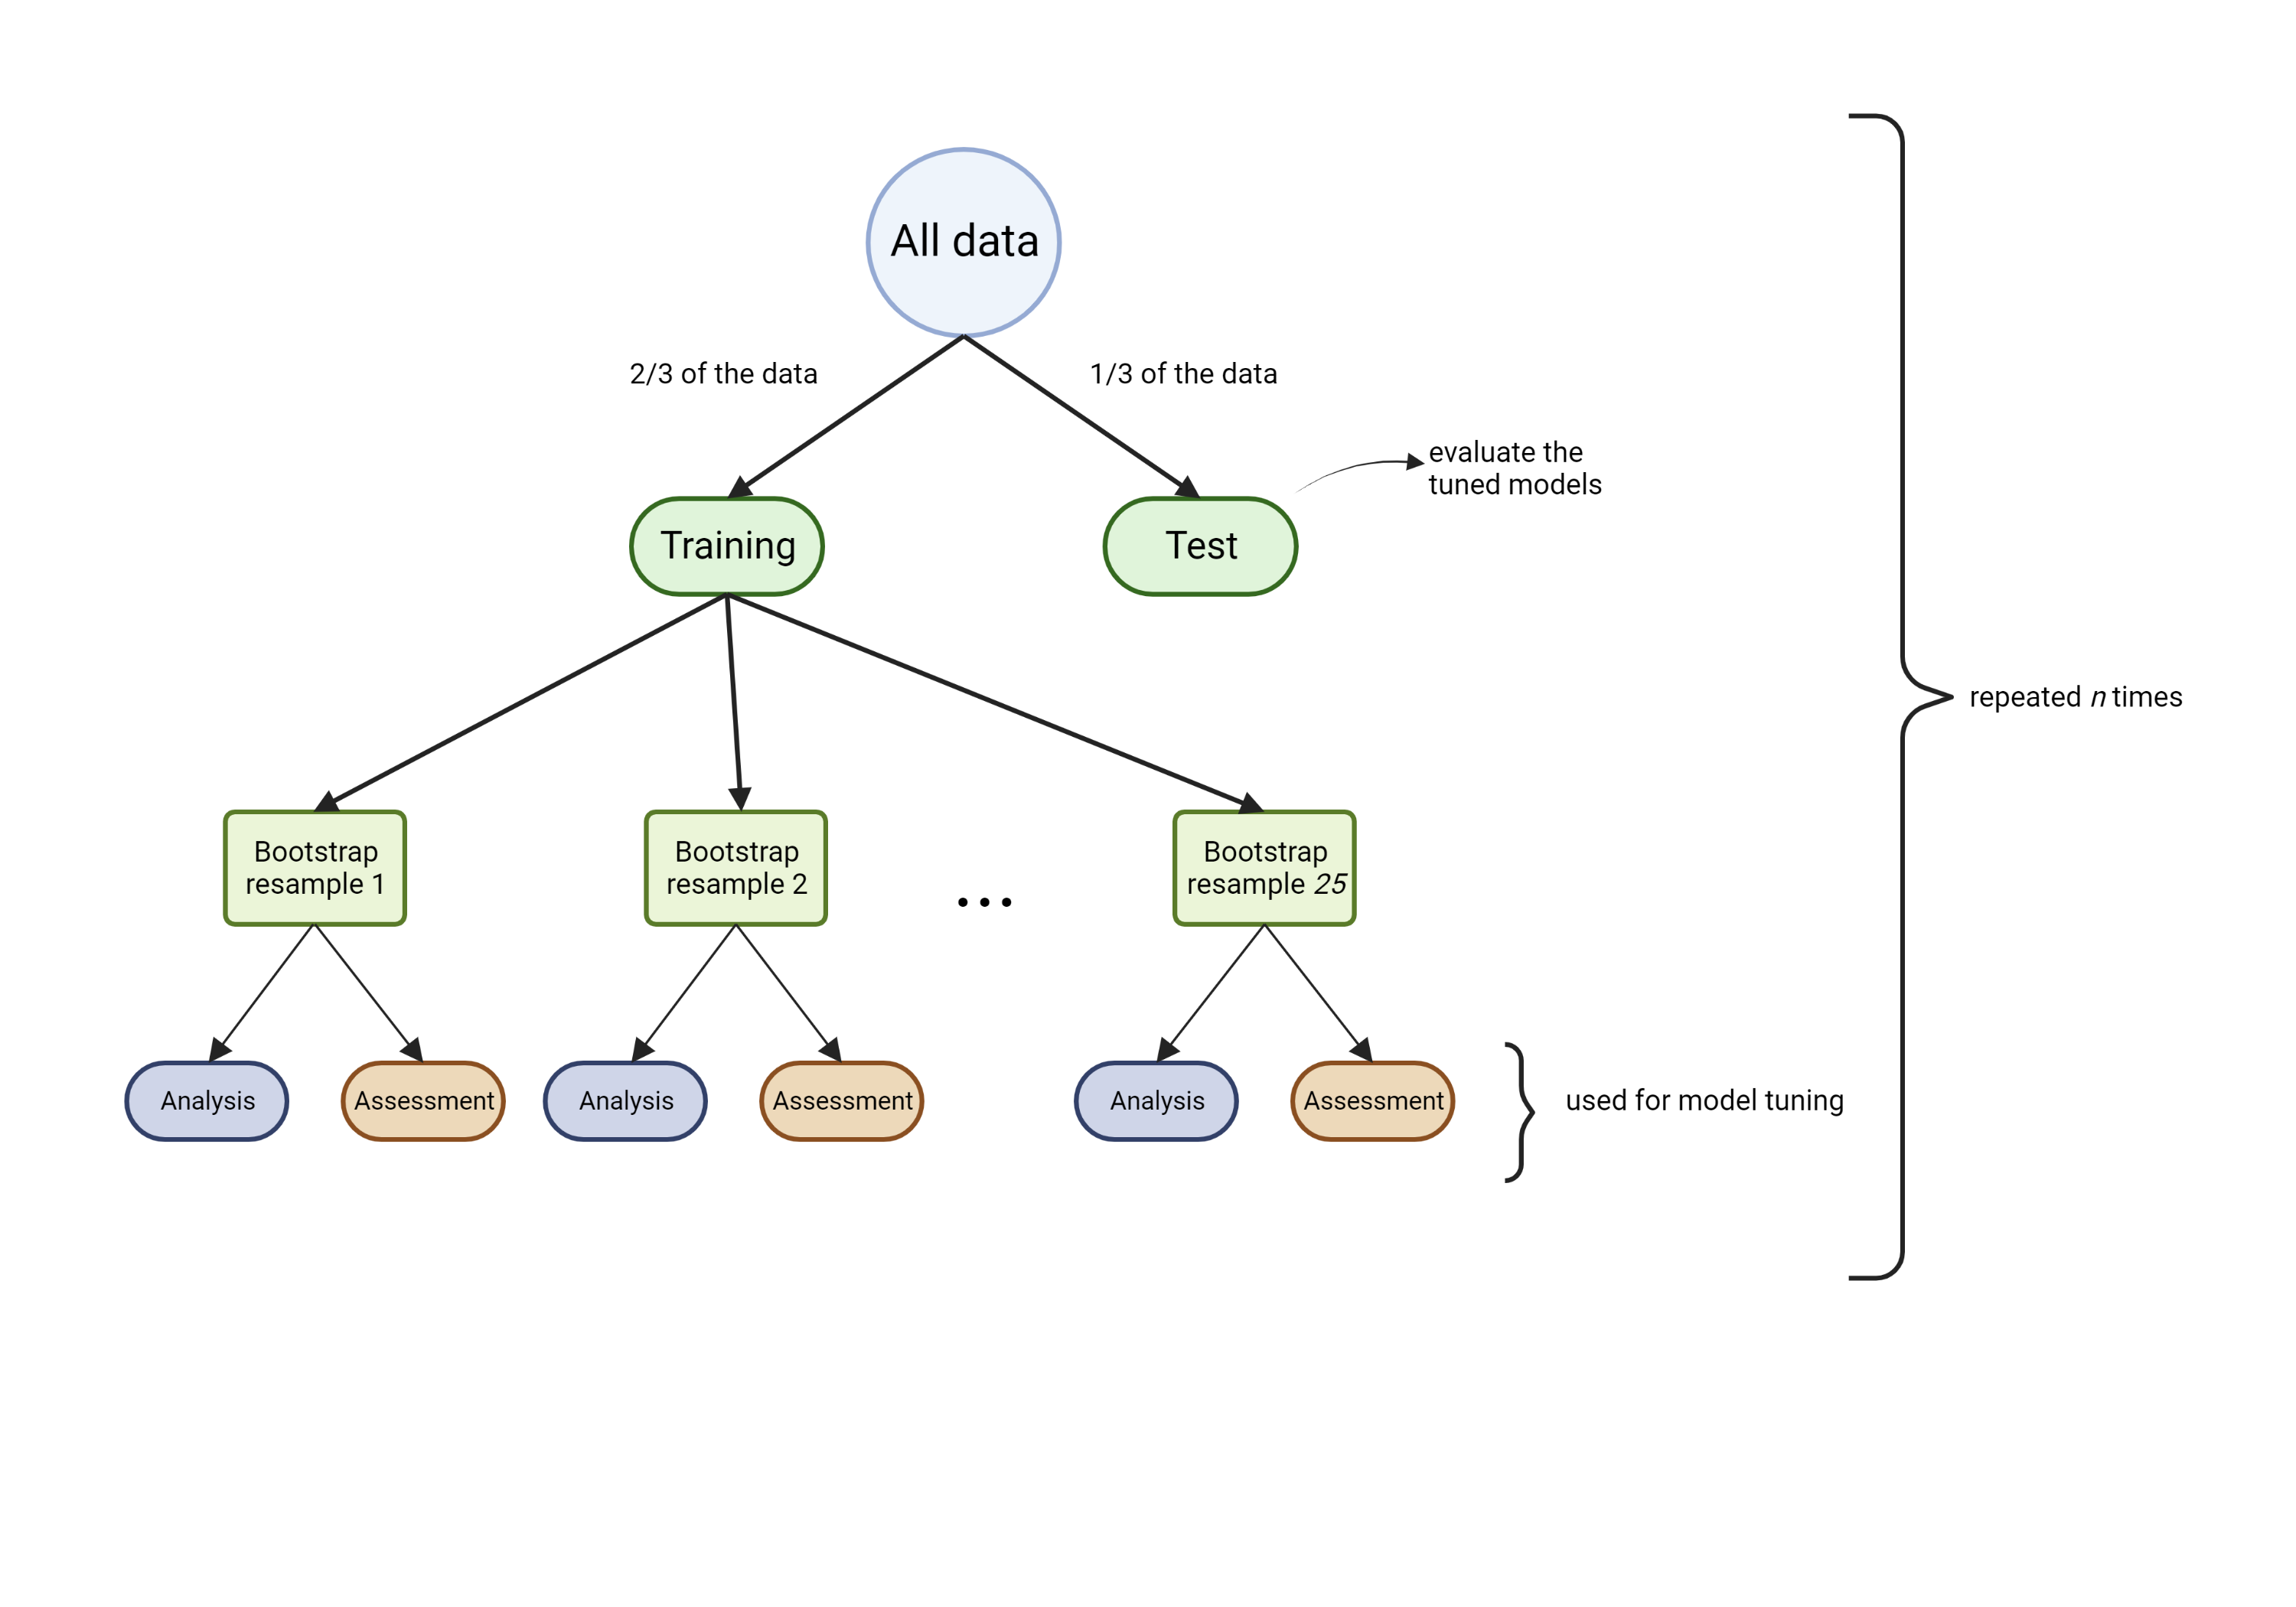 All data
2/3 of the data
1/3 of the data
evaluate the
tuned models
Training
Test
repeated n times
Bootstrap
resample 1
Bootstrap
resample 2
...
Bootstrap
resample 25
Analysis
Assessment
Analysis
Assessment
Analysis
Assessment
used for model tuning